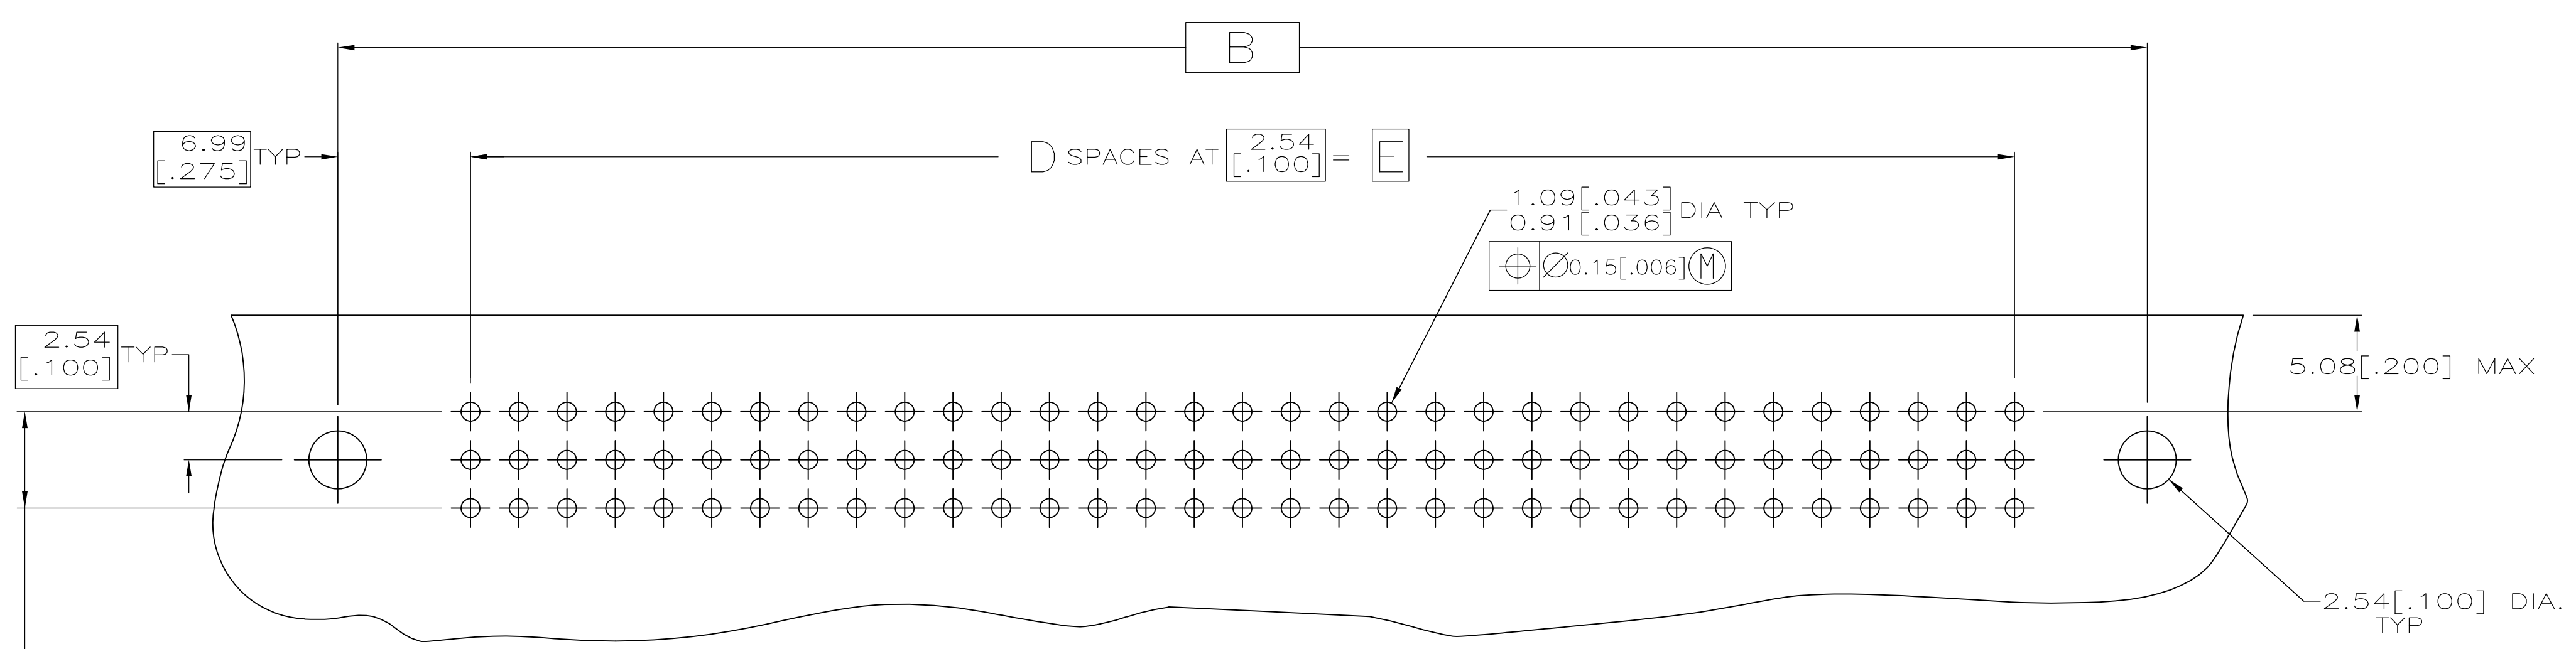 B
6.99
[.275] TYP
D SPACES AT 2.54 [.100] = E
1.09[.043]
0.91[.036] DIA TYP
⌖ ∅0.15[.006] Ⓜ
2.54
[.100] TYP
5.08[.200] MAX
2.54[.100] DIA.
TYP